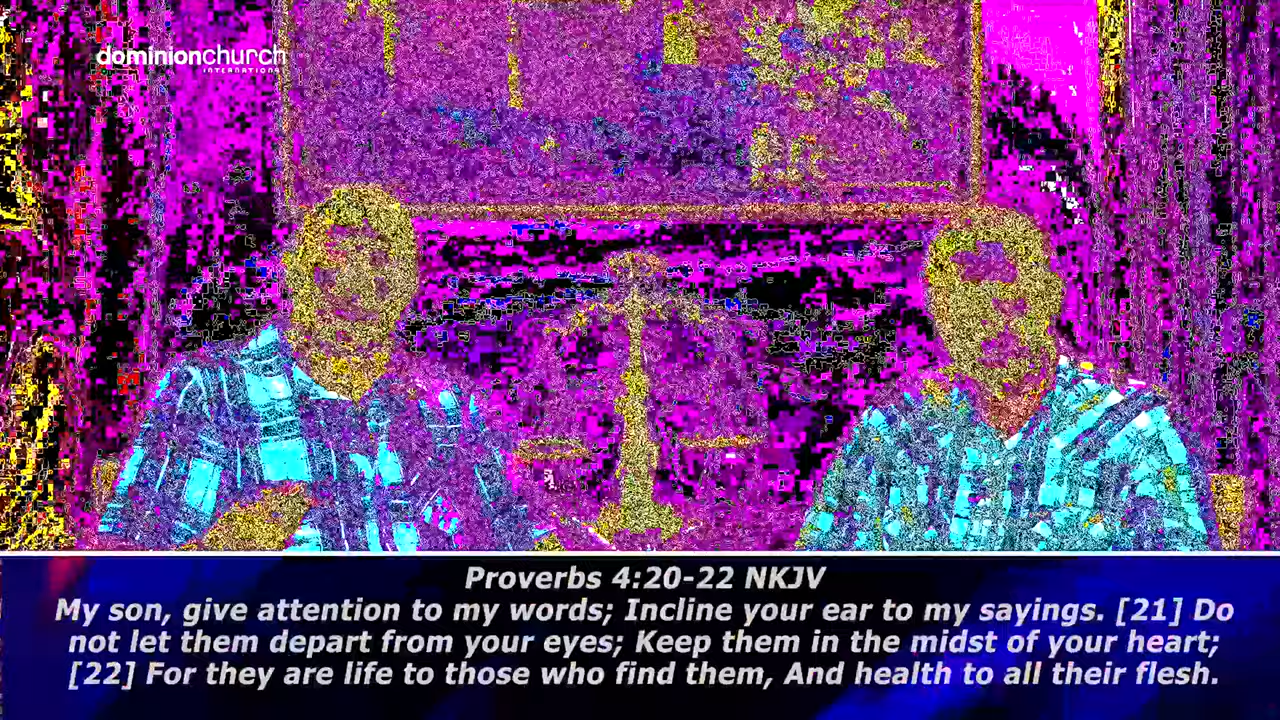 dominionchurch
INTERNATIONAL
Proverbs 4:20-22 NKJV
My son, give attention to my words; Incline your ear to my sayings. [21] Do
not let them depart from your eyes; Keep them in the midst of your heart;
[22] For they are life to those who find them, And health to all their flesh.